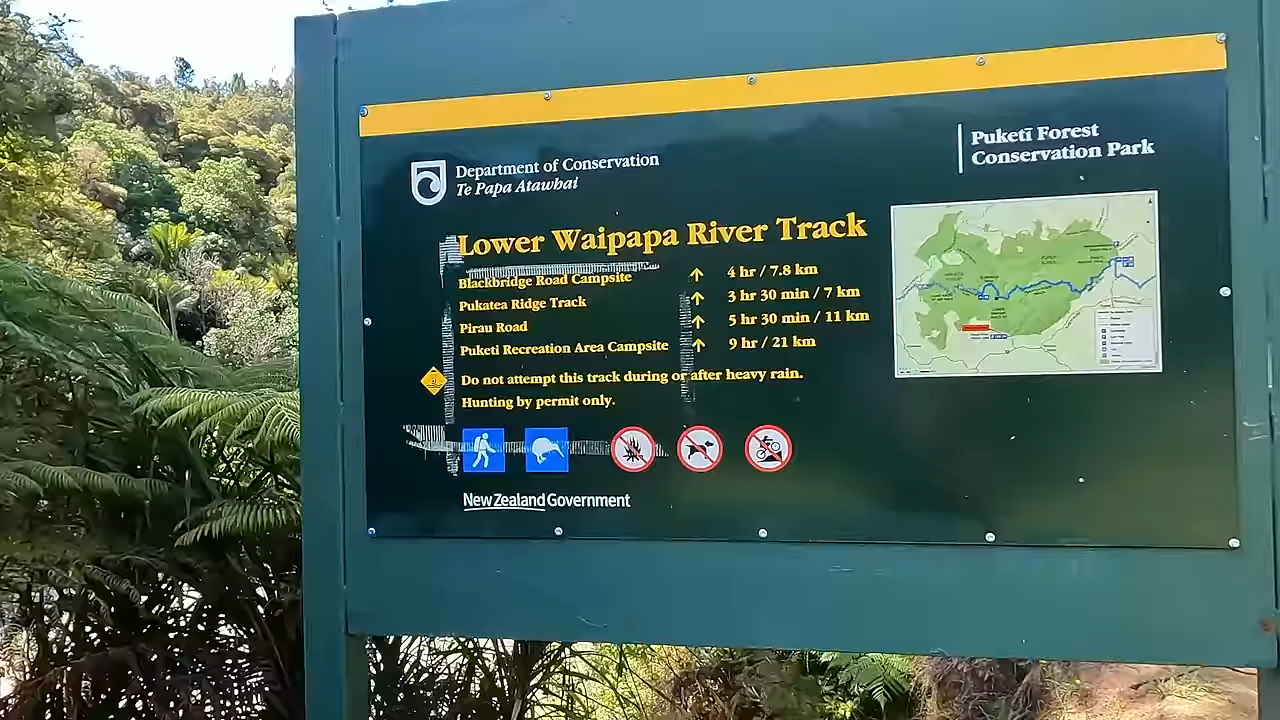 Department of Conservation
Te Papa Atawhai
Puketī Forest
Conservation Park
Lower Waipapa River Track
Blackbridge Road Campsite ↑ 4 hr / 7.8 km
Pukatea Ridge Track ↑ 3 hr 30 min / 7 km
Pirau Road ↑ 5 hr 30 min / 11 km
Puketi Recreation Area Campsite ↑ 9 hr / 21 km
Do not attempt this track during or after heavy rain.
Hunting by permit only.
New Zealand Government